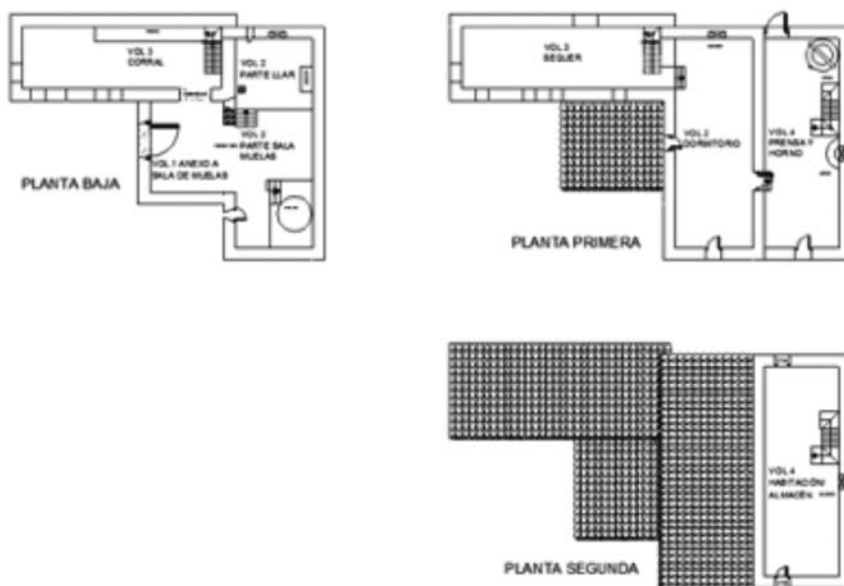 VOL 3
CORRAL
VOL 2
PARTE LLAR
VOL 2
PARTE SALA
MUELAS
VOL 1 ANEXO A
SALA DE MUELAS
PLANTA BAJA
VOL 3
SEQUER
VOL 2
DORMITORIO
VOL 4
PRENSA Y
HORNO
PLANTA PRIMERA
VOL 4
HABITACIÓN/
ALMACÉN
PLANTA SEGUNDA